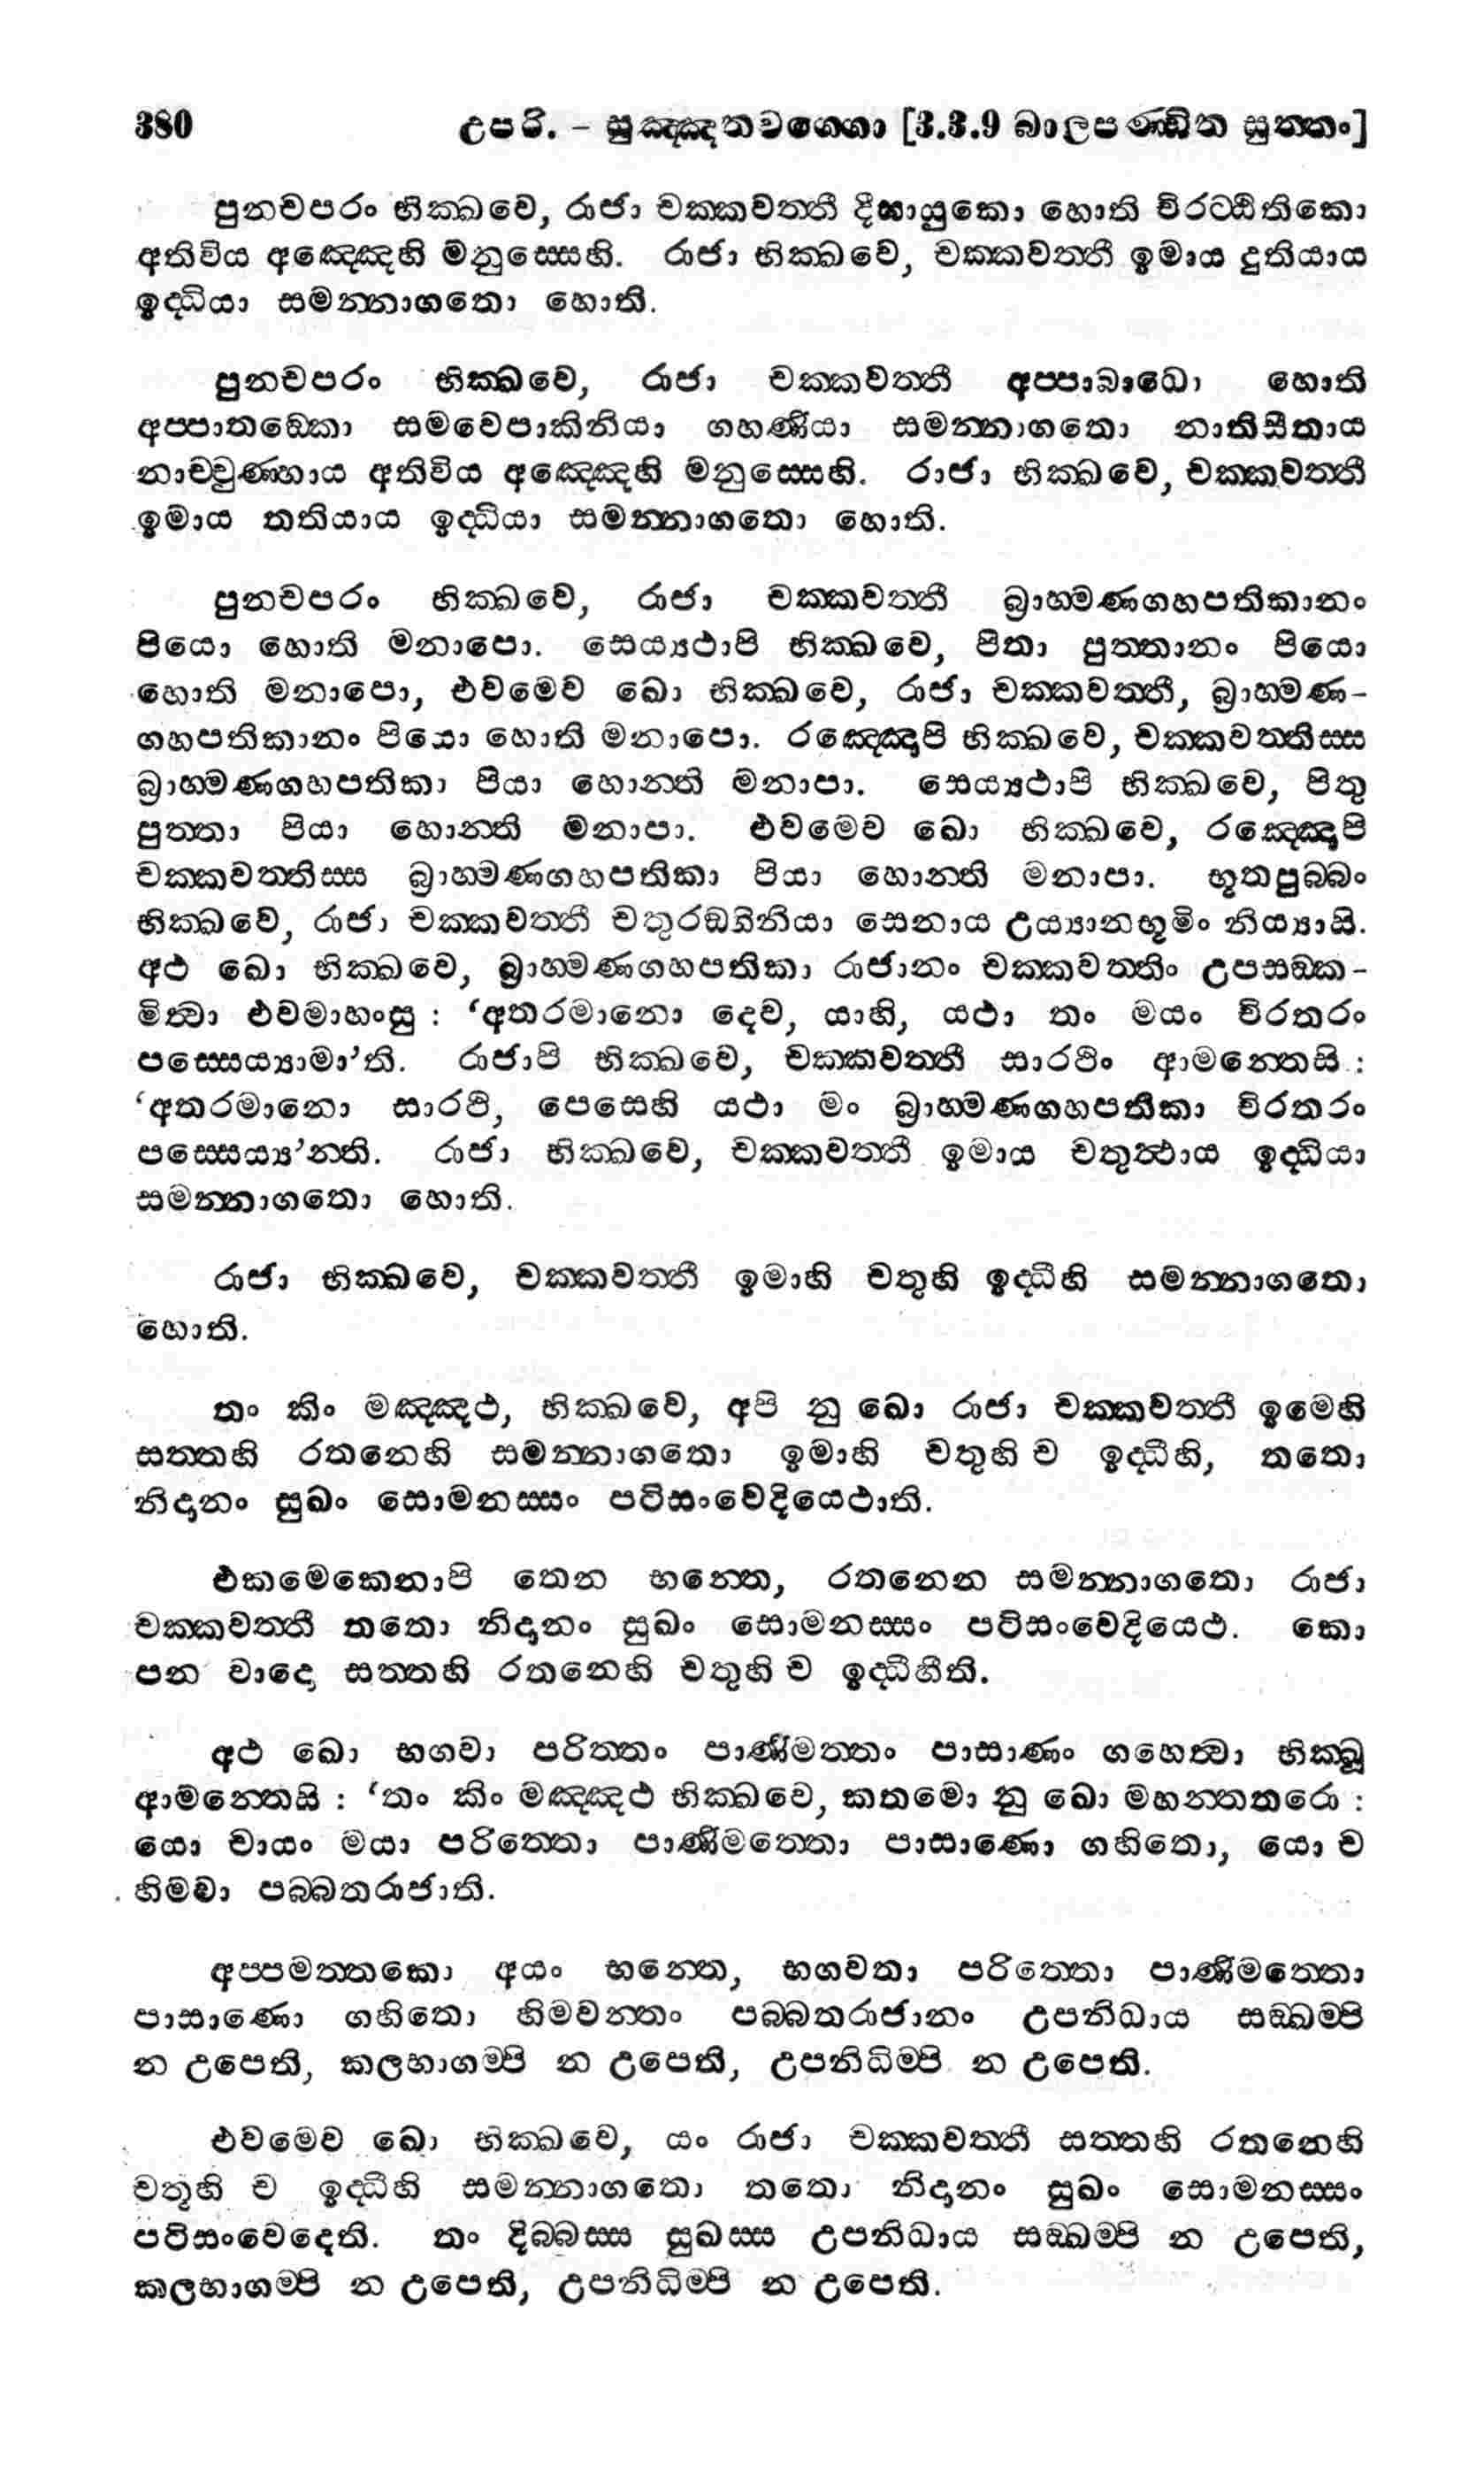 380 උපරි. - සුඤ්ඤතවග්ගො [3.3.9 බාලපණ්ඩිත සුත්තං]
පුනචපරං භික්ඛවෙ, රාජා චක්කවත්තී දීඝායුකො හොති චිරට්ඨිතිකො
අතිවිය අඤ්ඤෙහි මනුස්සෙහි. රාජා භික්ඛවෙ, චක්කවත්තී ඉමාය දුතියාය
ඉද්ධියා සමන්නාගතො හොති.
පුනචපරං භික්ඛවෙ, රාජා චක්කවත්තී අප්පාබාධො හොති
අප්පාතඞ්කො සමවෙපාකිනියා ගහණියා සමන්නාගතො නාතිසීතාය
නාච්චුණ්හාය අතිවිය අඤ්ඤෙහි මනුස්සෙහි. රාජා භික්ඛවෙ, චක්කවත්තී
ඉමාය තතියාය ඉද්ධියා සමන්නාගතො හොති.
පුනචපරං භික්ඛවෙ, රාජා චක්කවත්තී බ්‍රාහ්මණගහපතිකානං
පියො හොති මනාපො. සෙය්‍යථාපි භික්ඛවෙ, පිතා පුත්තානං පියො
හොති මනාපො, එවමෙව ඛො භික්ඛවෙ, රාජා චක්කවත්තී, බ්‍රාහ්මණ-
ගහපතිකානං පියො හොති මනාපො. රඤ්ඤොපි භික්ඛවෙ, චක්කවත්තිස්ස
බ්‍රාහ්මණගහපතිකා පියා හොන්ති මනාපා. සෙය්‍යථාපි භික්ඛවෙ, පිතු
පුත්තා පියා හොන්ති මනාපා. එවමෙව ඛො භික්ඛවෙ, රඤ්ඤොපි
චක්කවත්තිස්ස බ්‍රාහ්මණගහපතිකා පියා හොන්ති මනාපා. භූතපුබ්බං
භික්ඛවෙ, රාජා චක්කවත්තී චතුරඞ්ගිනියා සෙනාය උය්‍යානභූමිං නිය්‍යාසි.
අථ ඛො භික්ඛවෙ, බ්‍රාහ්මණගහපතිකා රාජානං චක්කවත්තිං උපසඞ්ක-
මිත්වා එවමාහංසු : ‘අතරමානො දෙව, යාහි, යථා තං මයං චිරතරං
පස්සෙය්‍යාමා’ති. රාජාපි භික්ඛවෙ, චක්කවත්තී සාරථිං ආමන්තෙසි :
‘අතරමානො සාරථි, පෙසෙහි යථා මං බ්‍රාහ්මණගහපතිකා චිරතරං
පස්සෙය්‍ය’න්ති. රාජා භික්ඛවෙ, චක්කවත්තී ඉමාය චතුත්ථාය ඉද්ධියා
සමන්නාගතො හොති.
රාජා භික්ඛවෙ, චක්කවත්තී ඉමාහි චතුහි ඉද්ධීහි සමන්නාගතො
හොති.
තං කිං මඤ්ඤථ, භික්ඛවෙ, අපි නු ඛො රාජා චක්කවත්තී ඉමෙහි
සත්තහි රතනෙහි සමන්නාගතො ඉමාහි චතුහි ච ඉද්ධීහි, තතො
නිදානං සුඛං සොමනස්සං පටිසංවෙදියෙථාති.
එකමෙකෙනාපි තෙන භන්තෙ, රතනෙන සමන්නාගතො රාජා
චක්කවත්තී තතො නිදානං සුඛං සොමනස්සං පටිසංවෙදියෙථ. කො
පන වාදො සත්තහි රතනෙහි චතුහි ච ඉද්ධීහීති.
අථ ඛො භගවා පරිත්තං පාණිමත්තං පාසාණං ගහෙත්වා භික්ඛූ
ආමන්තෙසි : ‘තං කිං මඤ්ඤථ භික්ඛවෙ, කතමො නු ඛො මහන්තතරො :
යො චායං මයා පරිත්තො පාණිමත්තො පාසාණො ගහිතො, යො ච
හිමවා පබ්බතරාජාති.
අප්පමත්තකො අයං භන්තෙ, භගවතා පරිත්තො පාණිමත්තො
පාසාණො ගහිතො හිමවන්තං පබ්බතරාජානං උපනිධාය සඞ්ඛම්පි
න උපෙති, කලභාගම්පි න උපෙති, උපනිධිම්පි න උපෙති.
එවමෙව ඛො භික්ඛවෙ, යං රාජා චක්කවත්තී සත්තහි රතනෙහි
චතූහි ච ඉද්ධීහි සමන්නාගතො තතො නිදානං සුඛං සොමනස්සං
පටිසංවෙදෙති. තං දිබ්බස්ස සුඛස්ස උපනිධාය සඞ්ඛම්පි න උපෙති,
කලභාගම්පි න උපෙති, උපනිධිම්පි න උපෙති.